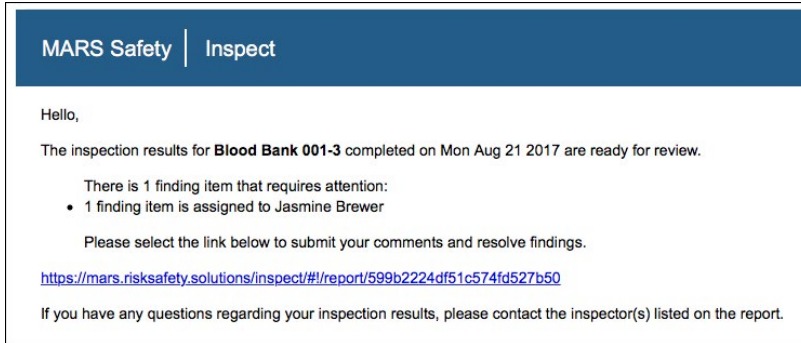 MARS Safety | Inspect
Hello,
The inspection results for Blood Bank 001-3 completed on Mon Aug 21 2017 are ready for review.
There is 1 finding item that requires attention:
• 1 finding item is assigned to Jasmine Brewer
Please select the link below to submit your comments and resolve findings.
https://mars.risksafety.solutions/inspect/#!/report/599b2224df51c574fd527b50
If you have any questions regarding your inspection results, please contact the inspector(s) listed on the report.